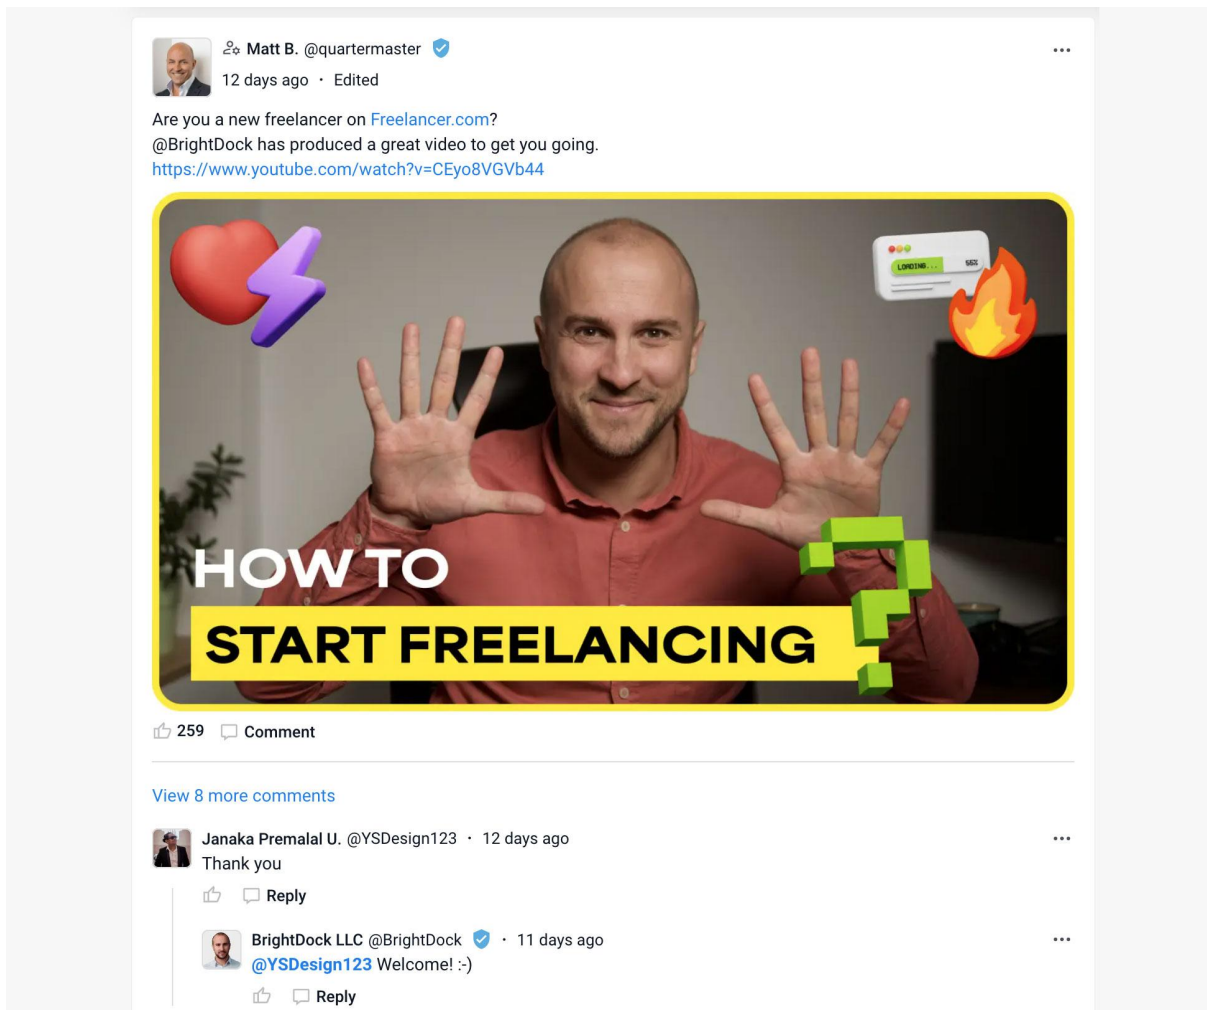 Matt B. @quartermaster
12 days ago · Edited
Are you a new freelancer on Freelancer.com?
@BrightDock has produced a great video to get you going.
https://www.youtube.com/watch?v=CEyo8VGVb44
LOADING... 56%
HOW TO
START FREELANCING
259 Comment
View 8 more comments
Janaka Premalal U. @YSDesign123 · 12 days ago
Thank you
Reply
BrightDock LLC @BrightDock · 11 days ago
@YSDesign123 Welcome! :-)
Reply